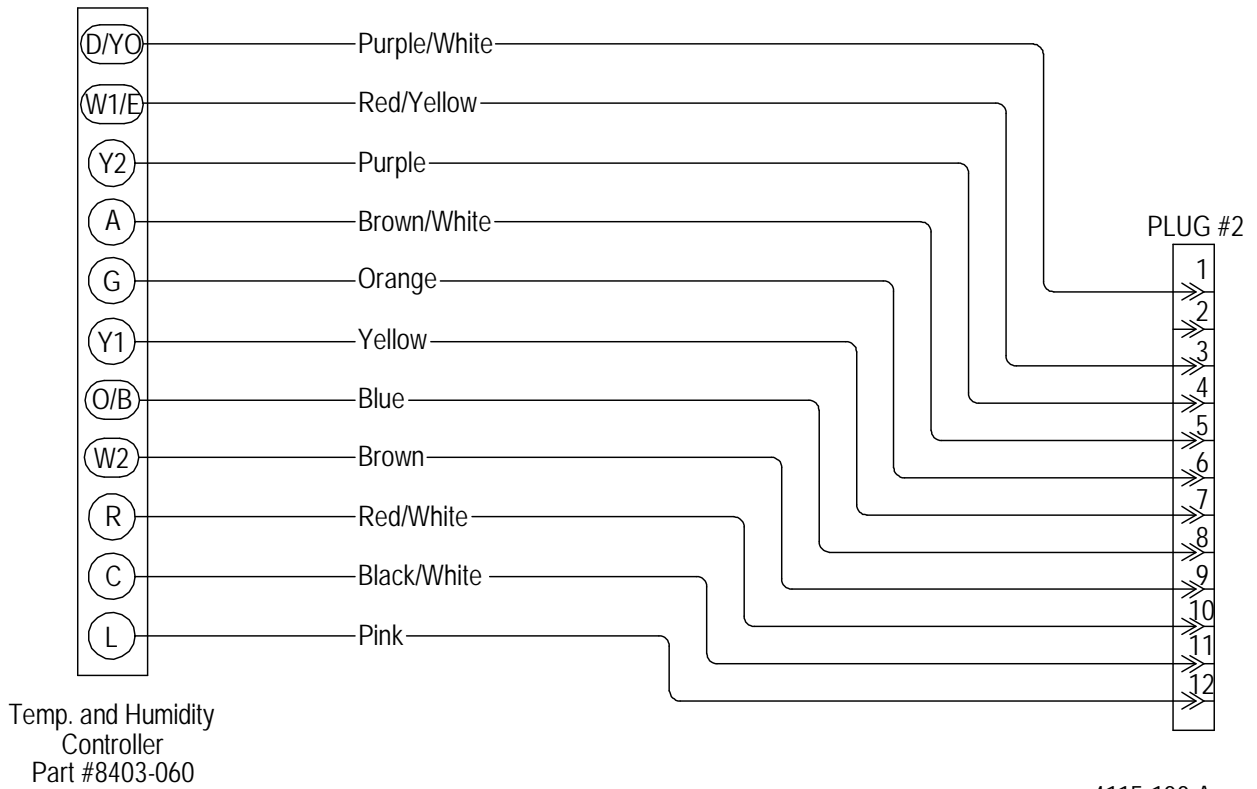 D/YO Purple/White
W1/E Red/Yellow
Y2 Purple
A Brown/White
PLUG #2
G Orange
1
2
Y1 Yellow
3
O/B Blue
4
5
W2 Brown
6
7
R Red/White
8
C Black/White
9
10
L Pink
11
12
Temp. and Humidity
Controller
Part #8403-060